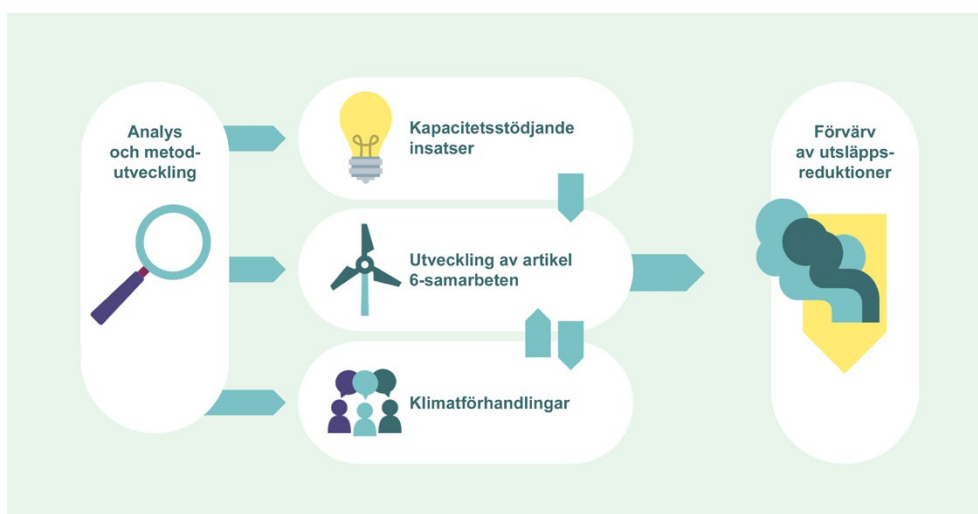 Analys
och metod-
utveckling
Kapacitetsstödjande
insatser
Utveckling av artikel
6-samarbeten
Klimatförhandlingar
Förvärv
av utsläpps-
reduktioner